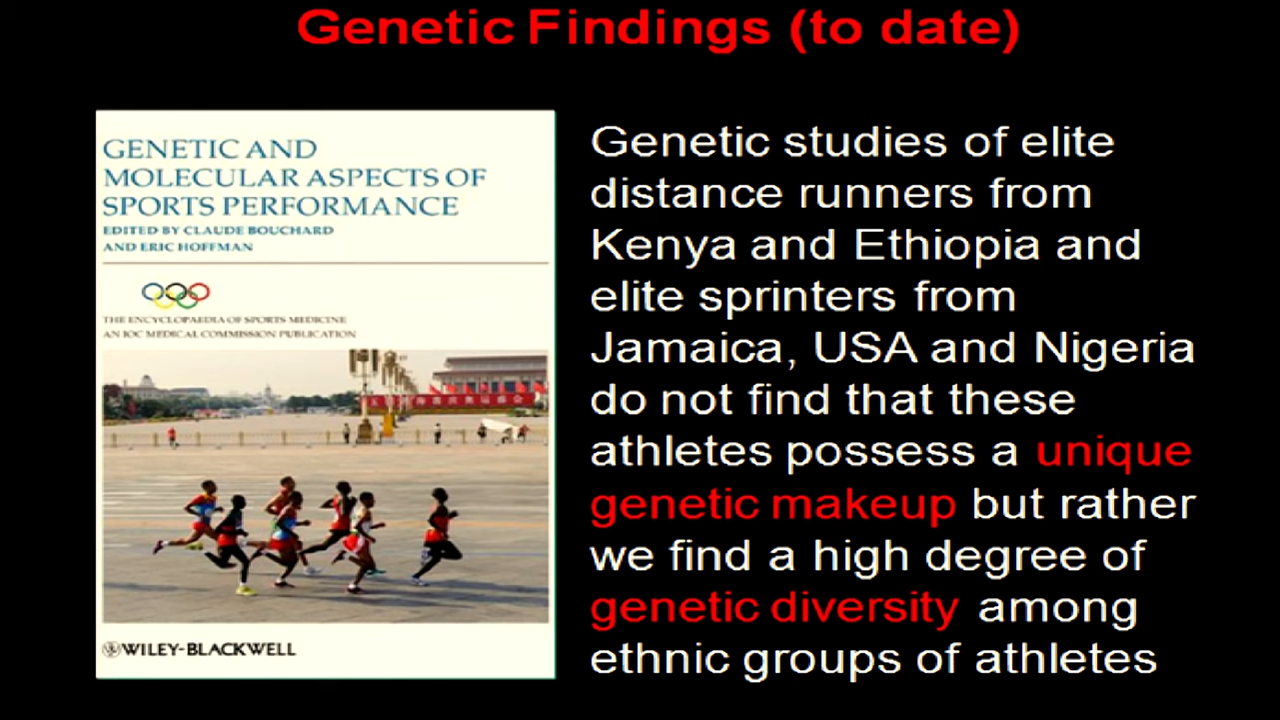 Genetic Findings (to date)
GENETIC AND
MOLECULAR ASPECTS OF
SPORTS PERFORMANCE
EDITED BY CLAUDE BOUCHARD
AND ERIC HOFFMAN
THE ENCYCLOPAEDIA OF SPORTS MEDICINE
AN IOC MEDICAL COMMISSION PUBLICATION
WILEY-BLACKWELL
Genetic studies of elite
distance runners from
Kenya and Ethiopia and
elite sprinters from
Jamaica, USA and Nigeria
do not find that these
athletes possess a unique
genetic makeup but rather
we find a high degree of
genetic diversity among
ethnic groups of athletes